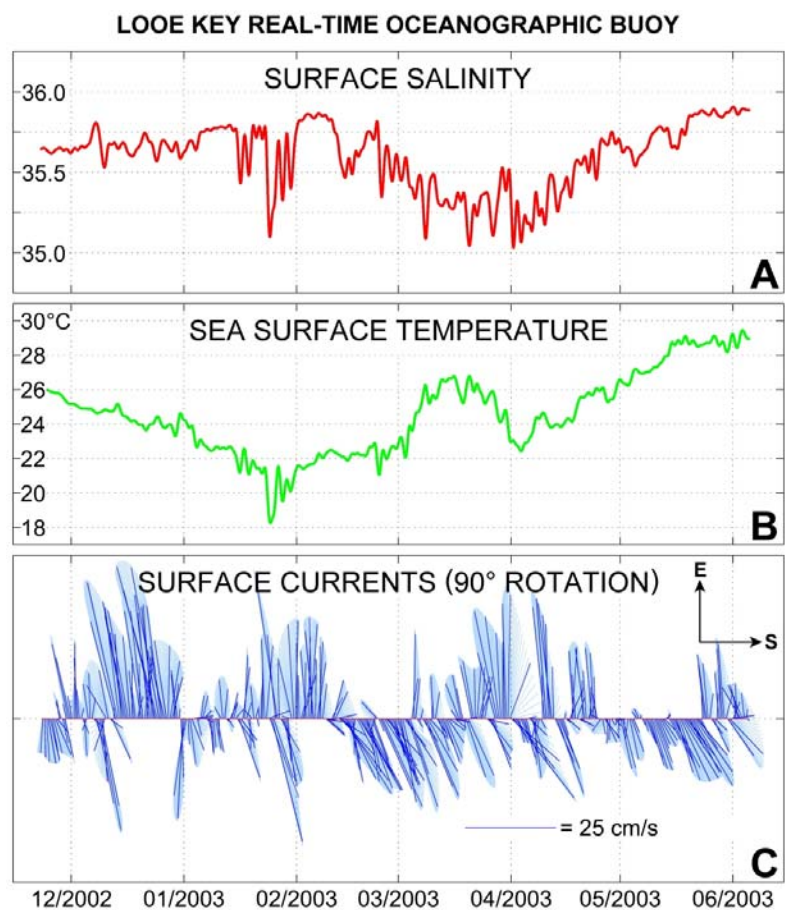 LOOE KEY REAL-TIME OCEANOGRAPHIC BUOY
SURFACE SALINITY
36.0
35.5
35.0
A
30°C
SEA SURFACE TEMPERATURE
28
26
24
22
20
18
B
SURFACE CURRENTS (90° ROTATION)
E
S
= 25 cm/s
C
12/2002 01/2003 02/2003 03/2003 04/2003 05/2003 06/2003